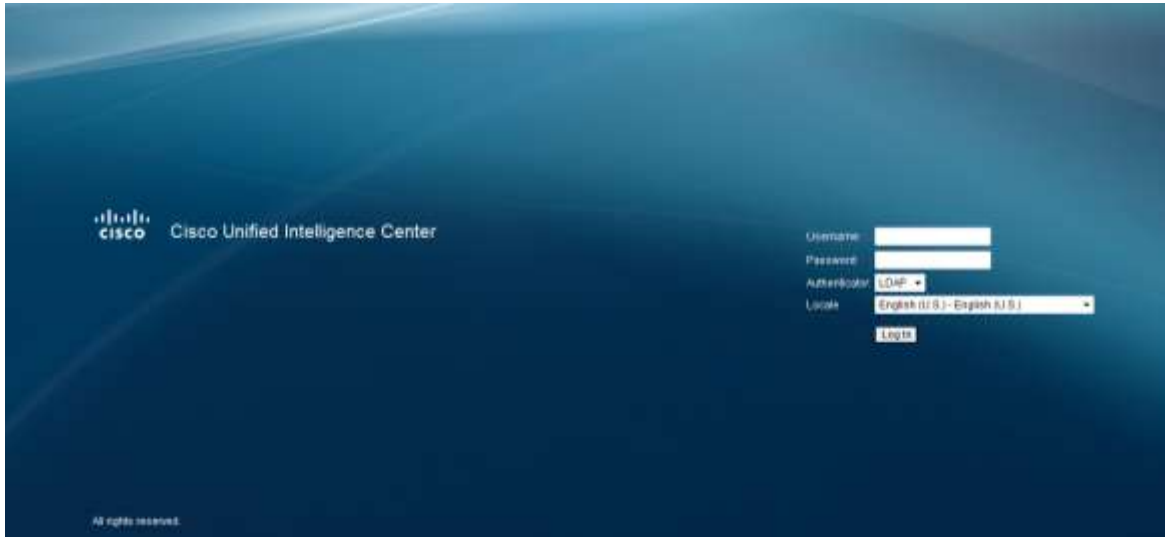 CISCO Cisco Unified Intelligence Center
Username
Password
Authenticator LDAP
Locale English (U.S.) - English (U.S.)
Log In
All rights reserved.